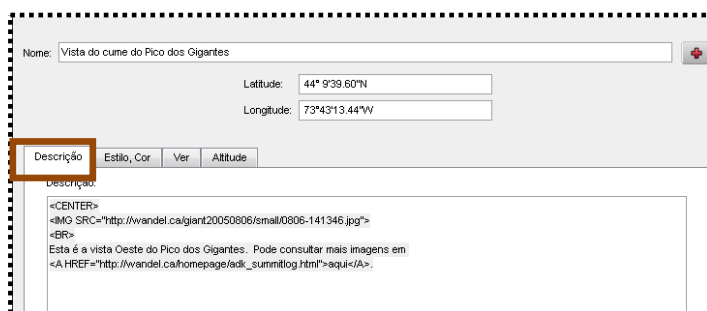 Nome: Vista do cume do Pico dos Gigantes
Latitude: 44° 9'39.60"N
Longitude: 73°43'13.44"W
Descrição Estilo, Cor Ver Altitude
Descrição:
<CENTER>
<IMG SRC="http://wandel.ca/giant20050806/small/0806-141346.jpg">
<BR>
Esta é a vista Oeste do Pico dos Gigantes. Pode consultar mais imagens em
<A HREF="http://wandel.ca/homepage/adk_summitlog.html">aqui</A>.